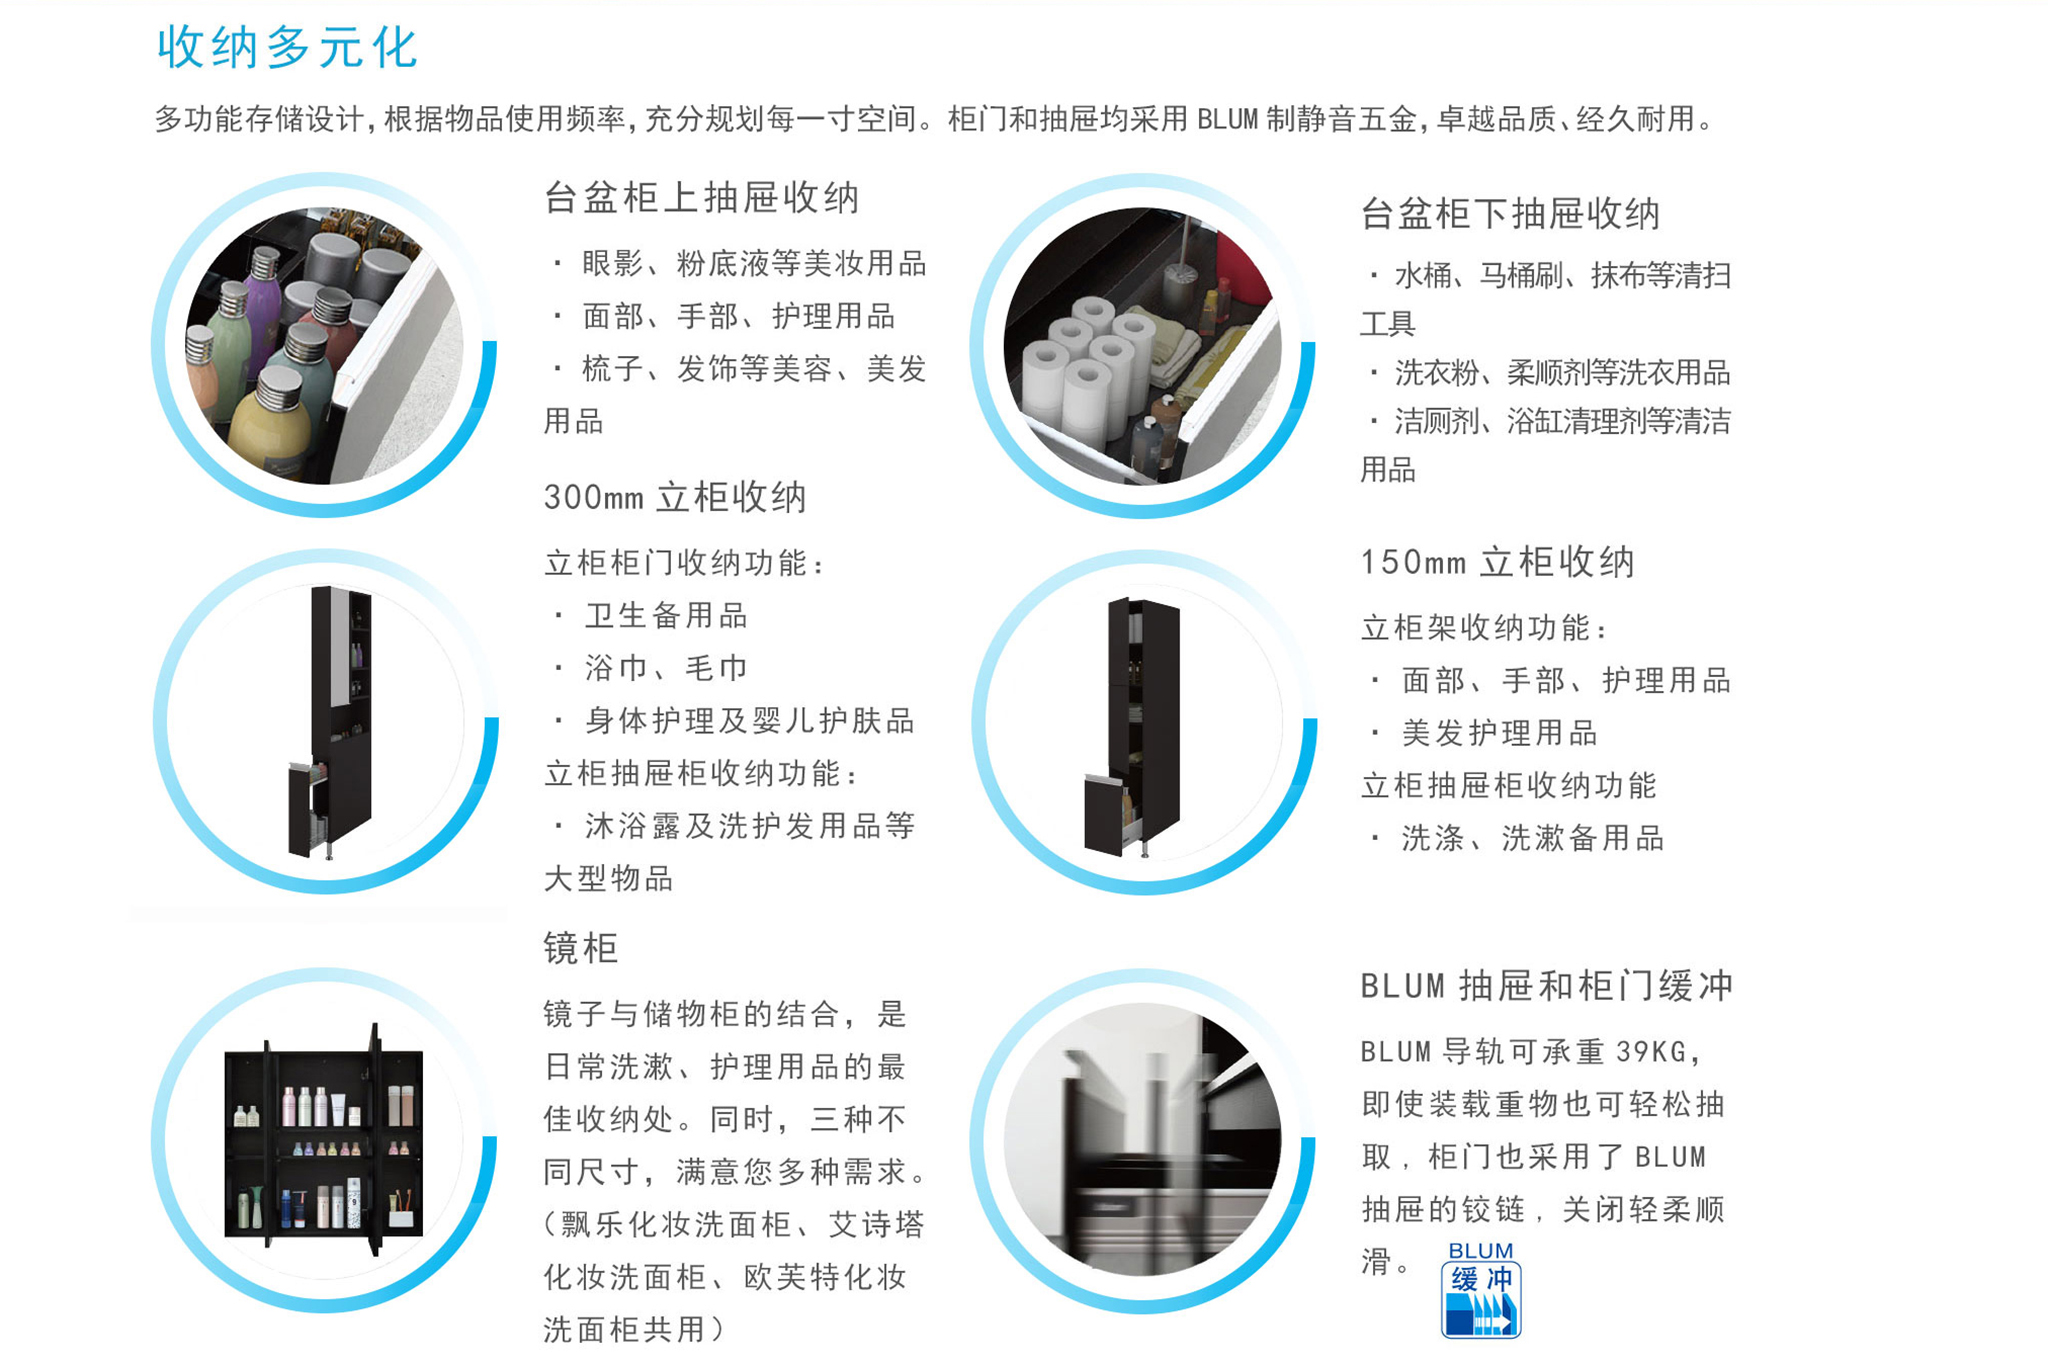 收纳多元化
多功能存储设计，根据物品使用频率，充分规划每一寸空间。柜门和抽屉均采用 BLUM 制静音五金，卓越品质、经久耐用。
台盆柜上抽屉收纳
· 眼影、粉底液等美妆用品
· 面部、手部、护理用品
· 梳子、发饰等美容、美发
用品
台盆柜下抽屉收纳
· 水桶、马桶刷、抹布等清扫
工具
· 洗衣粉、柔顺剂等洗衣用品
· 洁厕剂、浴缸清理剂等清洁
用品
300mm 立柜收纳
立柜柜门收纳功能：
· 卫生备用品
· 浴巾、毛巾
· 身体护理及婴儿护肤品
立柜抽屉柜收纳功能：
· 沐浴露及洗护发用品等
大型物品
150mm 立柜收纳
立柜架收纳功能：
· 面部、手部、护理用品
· 美发护理用品
立柜抽屉柜收纳功能
· 洗涤、洗漱备用品
镜柜
镜子与储物柜的结合，是
日常洗漱、护理用品的最
佳收纳处。同时，三种不
同尺寸，满意您多种需求。
（飘乐化妆洗面柜、艾诗塔
化妆洗面柜、欧芙特化妆
洗面柜共用）
BLUM 抽屉和柜门缓冲
BLUM 导轨可承重 39KG，
即使装载重物也可轻松抽
取，柜门也采用了 BLUM
抽屉的铰链，关闭轻柔顺
滑。
BLUM
缓冲